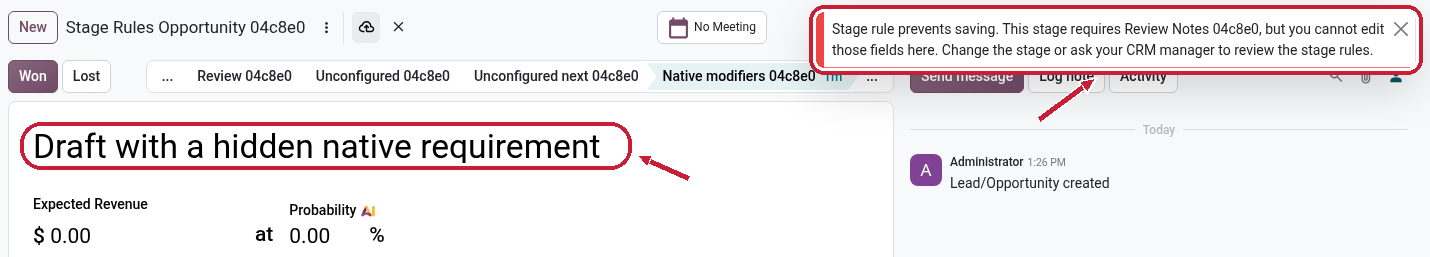 New
Stage Rules Opportunity 04c8e0
No Meeting
Stage rule prevents saving. This stage requires Review Notes 04c8e0, but you cannot edit
those fields here. Change the stage or ask your CRM manager to review the stage rules.
Won
Lost
...
Review 04c8e0
Unconfigured 04c8e0
Unconfigured next 04c8e0
Native modifiers 04c8e0
1m
...
Send message
Log note
Activity
Draft with a hidden native requirement
Today
A
Administrator 1:26 PM
Lead/Opportunity created
Expected Revenue
Probability AI
$ 0.00
at
0.00
%